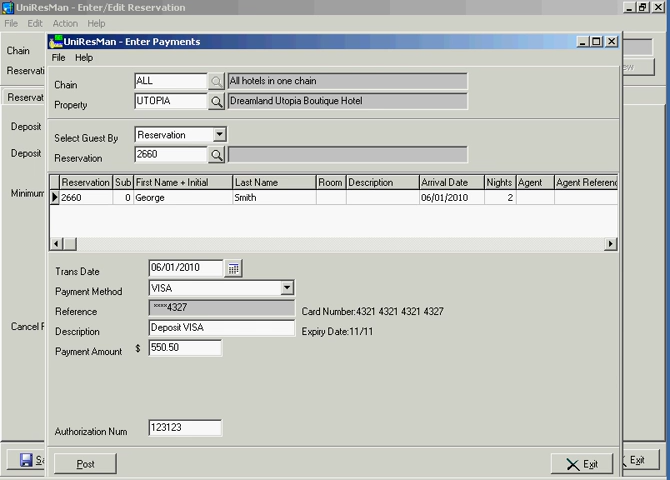 UniResMan - Enter/Edit Reservation
File Edit Action Help
UniResMan - Enter Payments
File Help
Chain
Chain ALL All hotels in one chain
Reservati
Property UTOPIA Dreamland Utopia Boutique Hotel
Reservat
Deposit
Select Guest By Reservation
Deposit
Reservation 2660
Minimum
Reservation Sub First Name + Initial Last Name Room Description Arrival Date Nights Agent Agent Referenc
2660 0 George Smith 06/01/2010 2
Trans Date 06/01/2010
Payment Method VISA
Reference ****4327 Card Number:4321 4321 4321 4327
Cancel F
Description Deposit VISA Expiry Date:11/11
Payment Amount $ 550.50
Authorization Num 123123
Post Exit
Exit